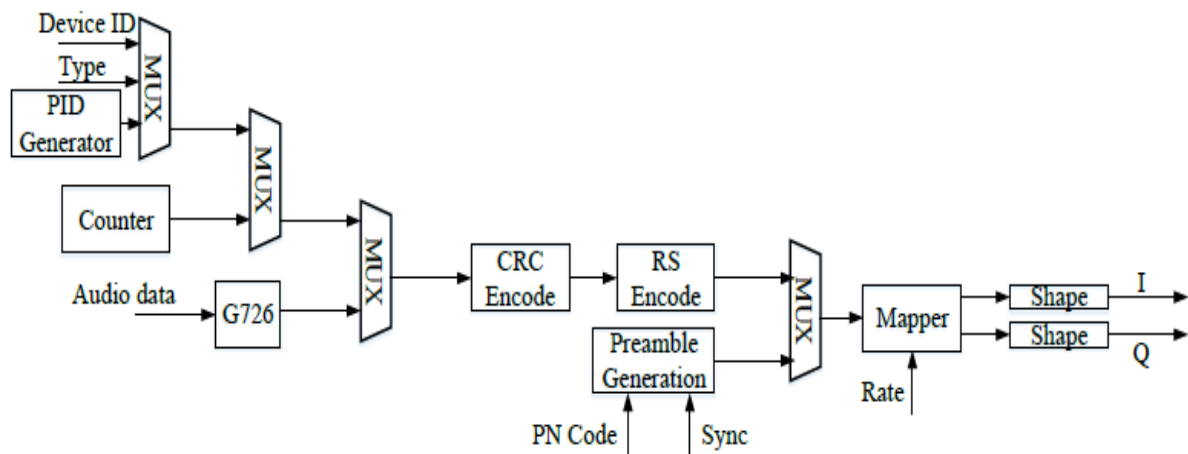 Device ID
Type
PID
Generator
MUX
MUX
Counter
MUX
Audio data
G726
CRC
Encode
RS
Encode
Preamble
Generation
PN Code
Sync
MUX
Mapper
Rate
Shape
I
Shape
Q